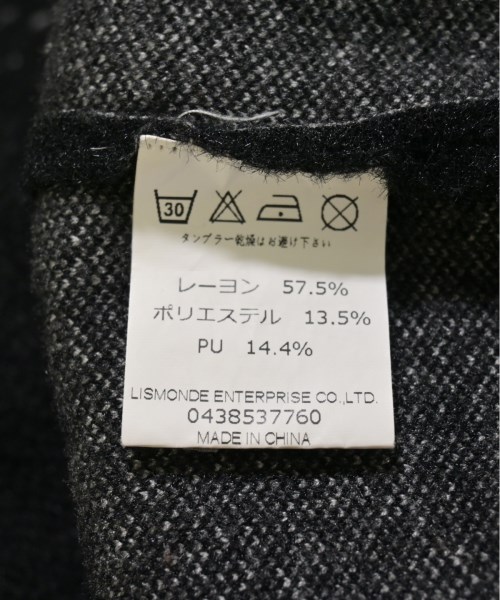 30
タンブラー乾燥はお避け下さい
レーヨン 57.5%
ポリエステル 13.5%
PU 14.4%
LISMONDE ENTERPRISE CO.,LTD.
0438537760
MADE IN CHINA